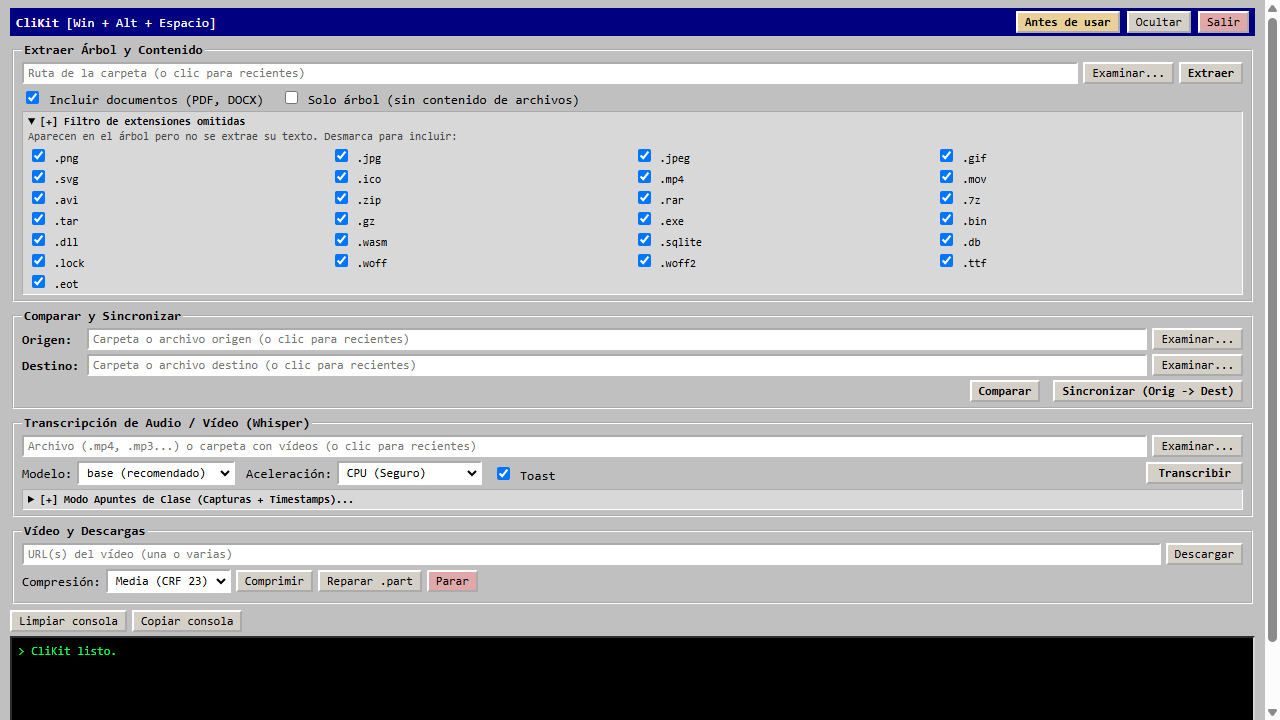 CliKit [Win + Alt + Espacio] Antes de usar Ocultar Salir
Extraer Árbol y Contenido
Ruta de la carpeta (o clic para recientes) Examinar... Extraer
Incluir documentos (PDF, DOCX) Solo árbol (sin contenido de archivos)
▼ [+] Filtro de extensiones omitidas
Aparecen en el árbol pero no se extrae su texto. Desmarca para incluir:
.png .jpg .jpeg .gif
.svg .ico .mp4 .mov
.avi .zip .rar .7z
.tar .gz .exe .bin
.dll .wasm .sqlite .db
.lock .woff .woff2 .ttf
.eot
Comparar y Sincronizar
Origen: Carpeta o archivo origen (o clic para recientes) Examinar...
Destino: Carpeta o archivo destino (o clic para recientes) Examinar...
Comparar Sincronizar (Orig -> Dest)
Transcripción de Audio / Vídeo (Whisper)
Archivo (.mp4, .mp3...) o carpeta con vídeos (o clic para recientes) Examinar...
Modelo: base (recomendado) Aceleración: CPU (Seguro) Toast Transcribir
▶ [+] Modo Apuntes de Clase (Capturas + Timestamps)...
Vídeo y Descargas
URL(s) del vídeo (una o varias) Descargar
Compresión: Media (CRF 23) Comprimir Reparar .part Parar
Limpiar consola Copiar consola
> CliKit listo.